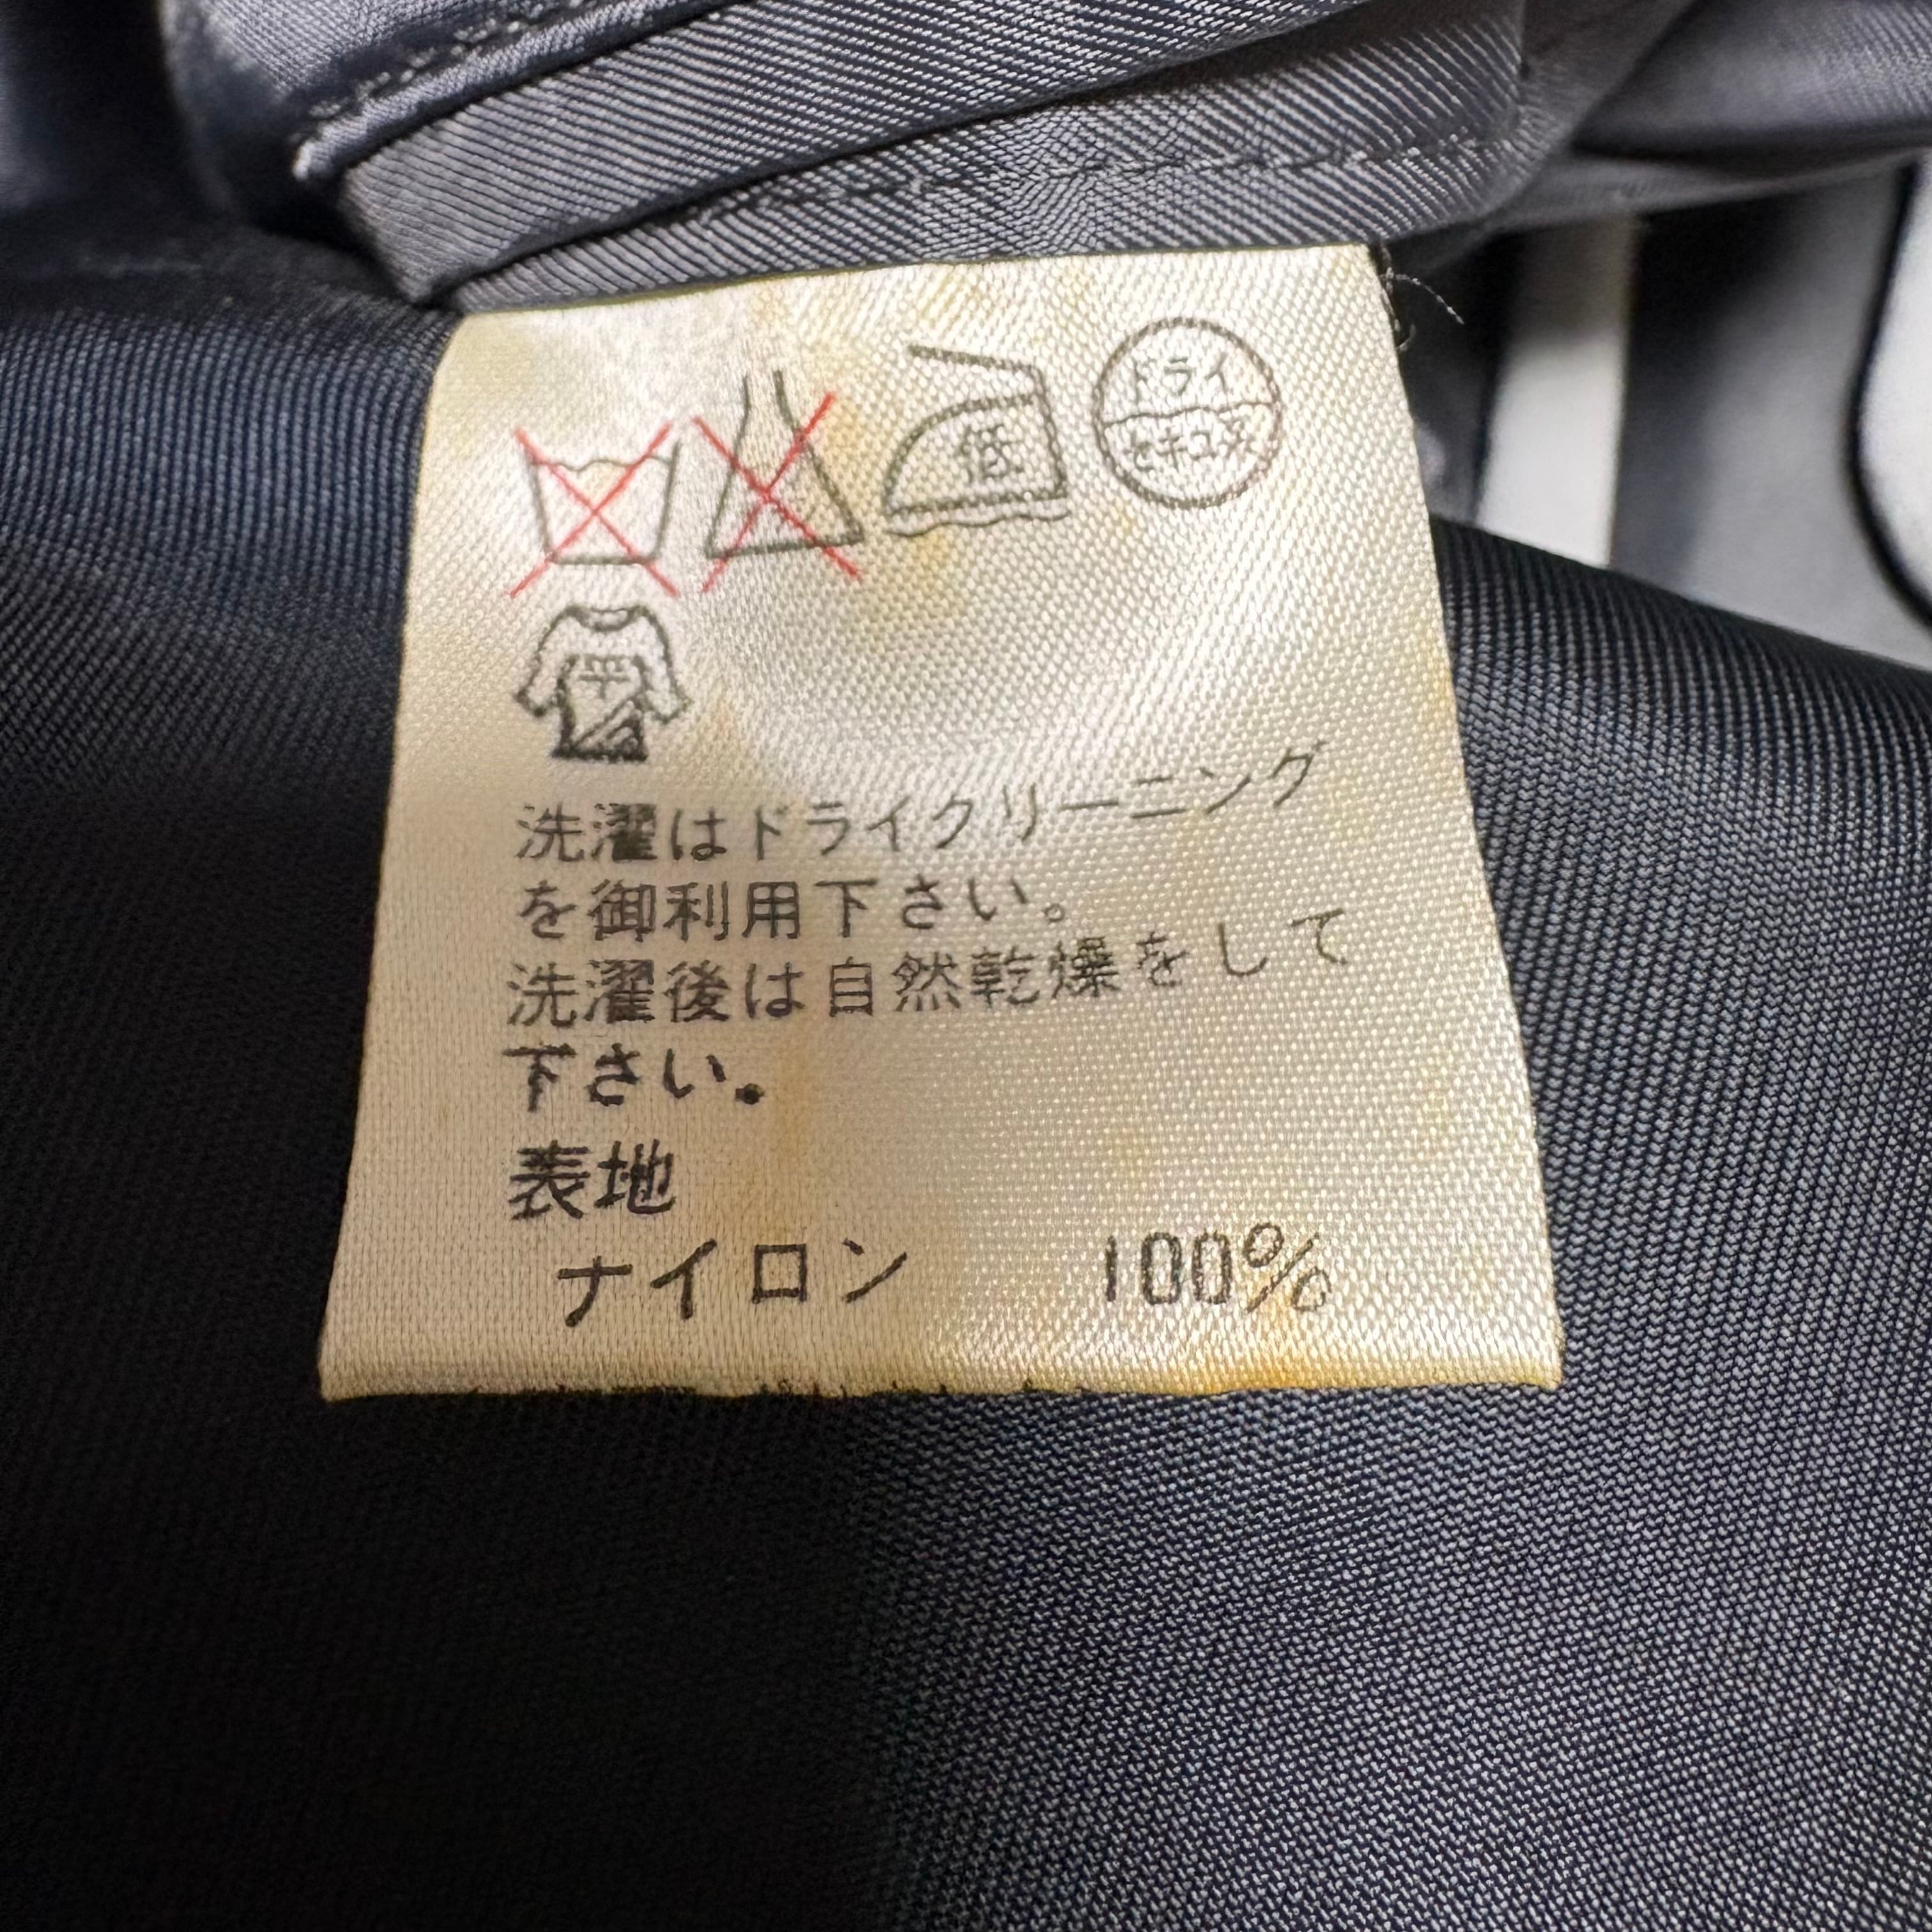 低
ドライ
セキユ系
平
洗濯はドライクリーニング
を御利用下さい。
洗濯後は自然乾燥をして
下さい。
表地
ナイロン 100%